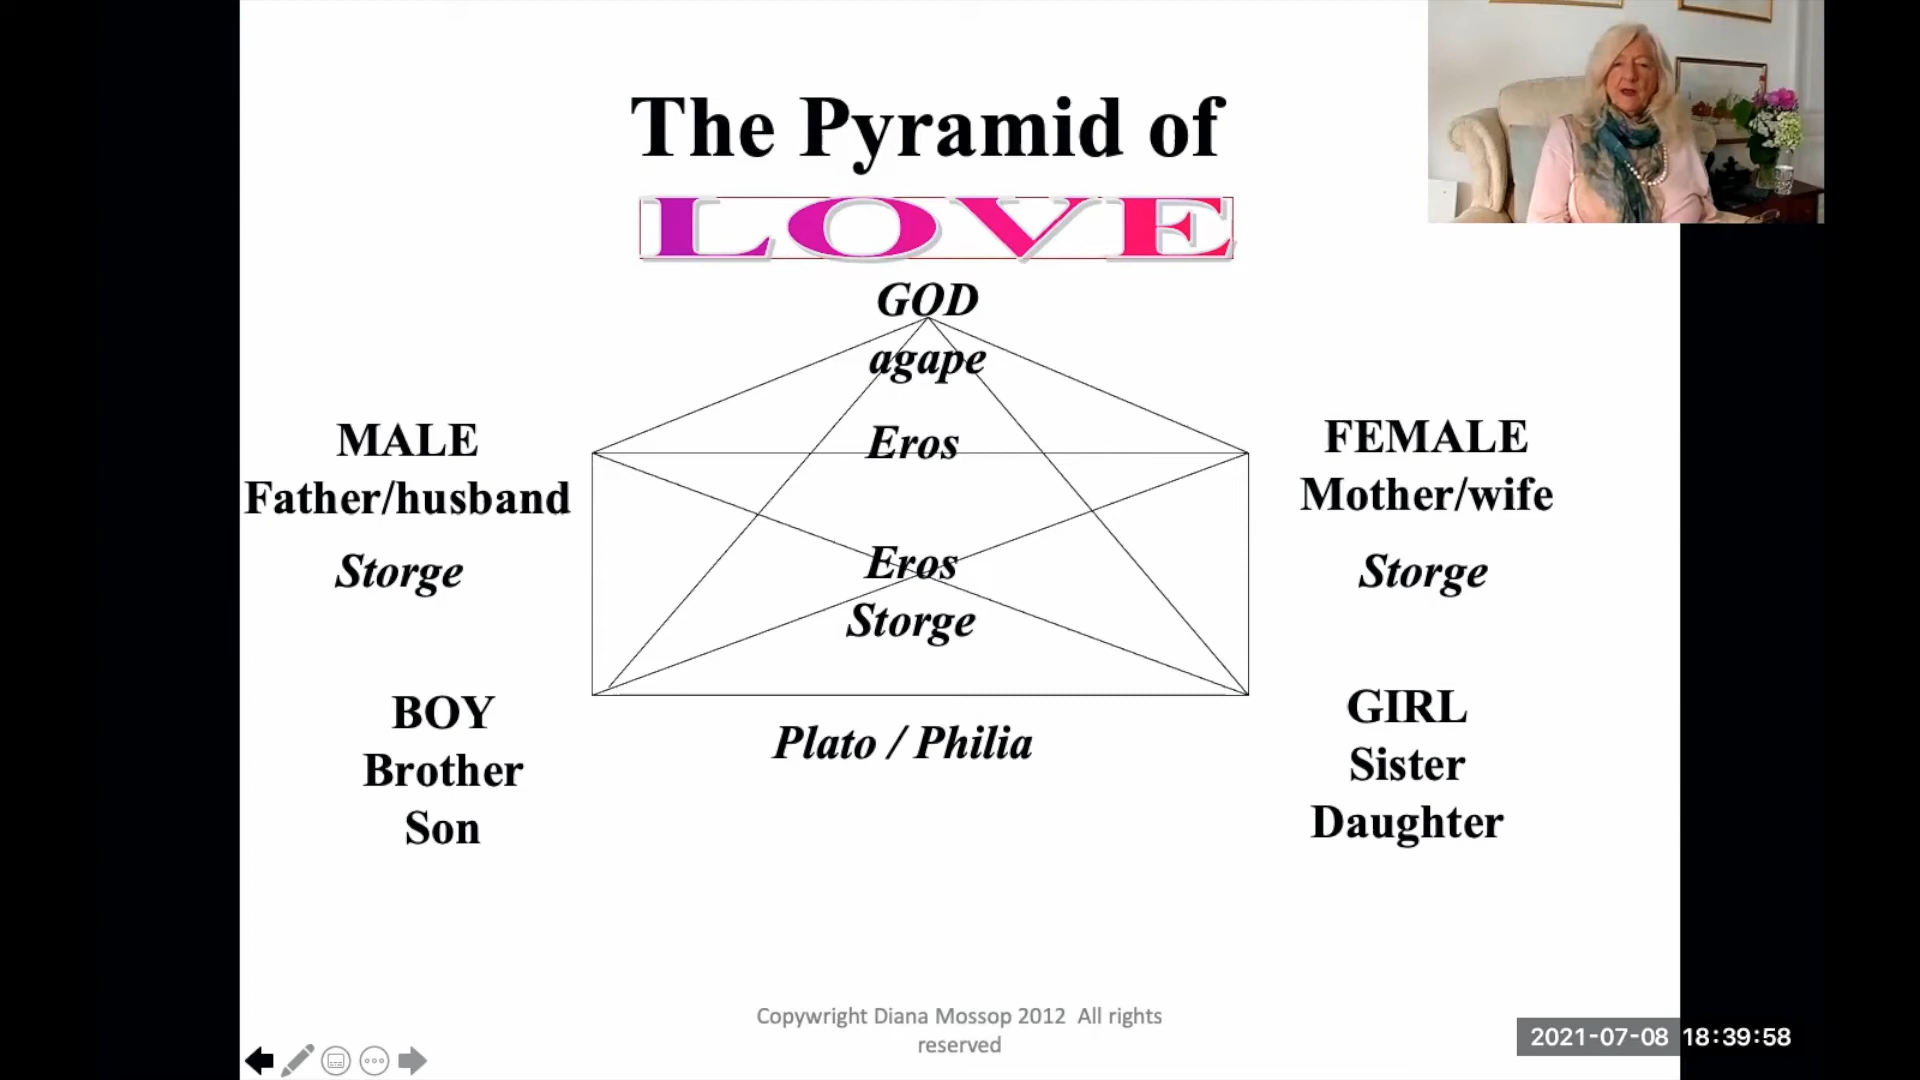 The Pyramid of
LOVE
GOD
agape
Eros
MALE
Father/husband
Storge
FEMALE
Mother/wife
Storge
Eros
Storge
BOY
Brother
Son
Plato / Philia
GIRL
Sister
Daughter
Copywright Diana Mossop 2012 All rights
reserved
2021-07-08 18:39:58